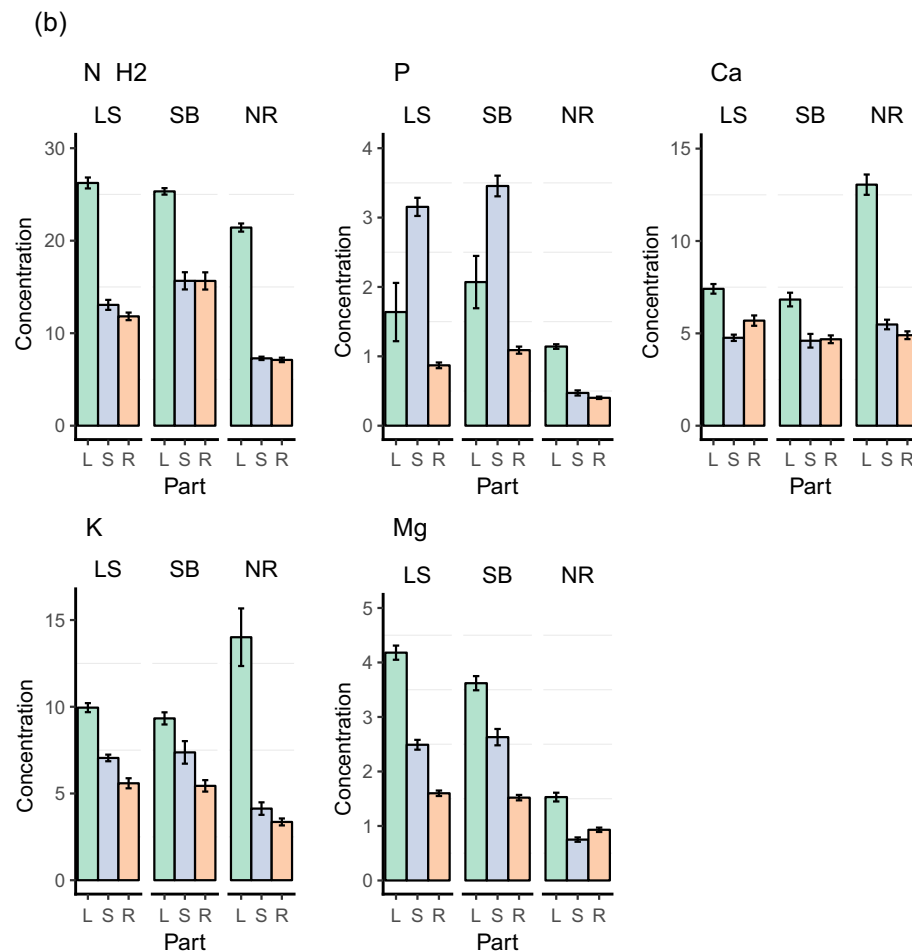 (b)
N H2 P Ca
LS SB NR LS SB NR LS SB NR
30 4 15
20 3 10
10 2 5
0 1 0
0
Concentration Concentration Concentration
L S R L S R L S R L S R L S R L S R L S R L S R L S R
Part Part Part
K Mg
LS SB NR LS SB NR
15 5
10 4
5 3
0 2
1
0
Concentration Concentration
L S R L S R L S R L S R L S R L S R
Part Part